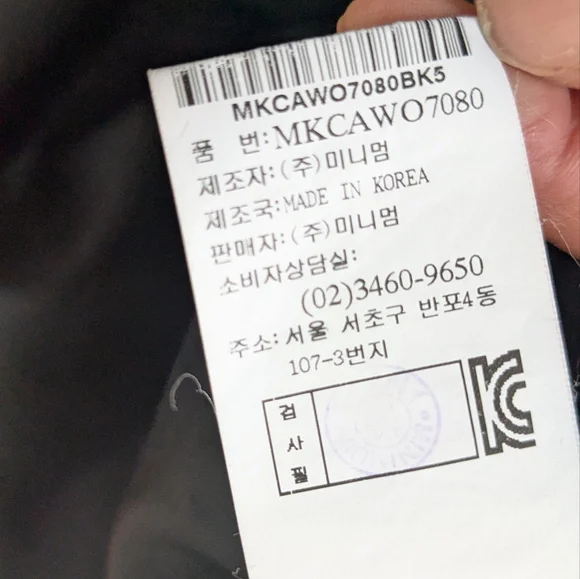 MKCAWO7080BK5
품 번:MKCAWO7080
제조자:(주)미니멈
제조국:MADE IN KOREA
판매자:(주)미니멈
소비자상담실:
(02)3460-9650
주소:서울 서초구 반포4동
107-3번지
검
사
필